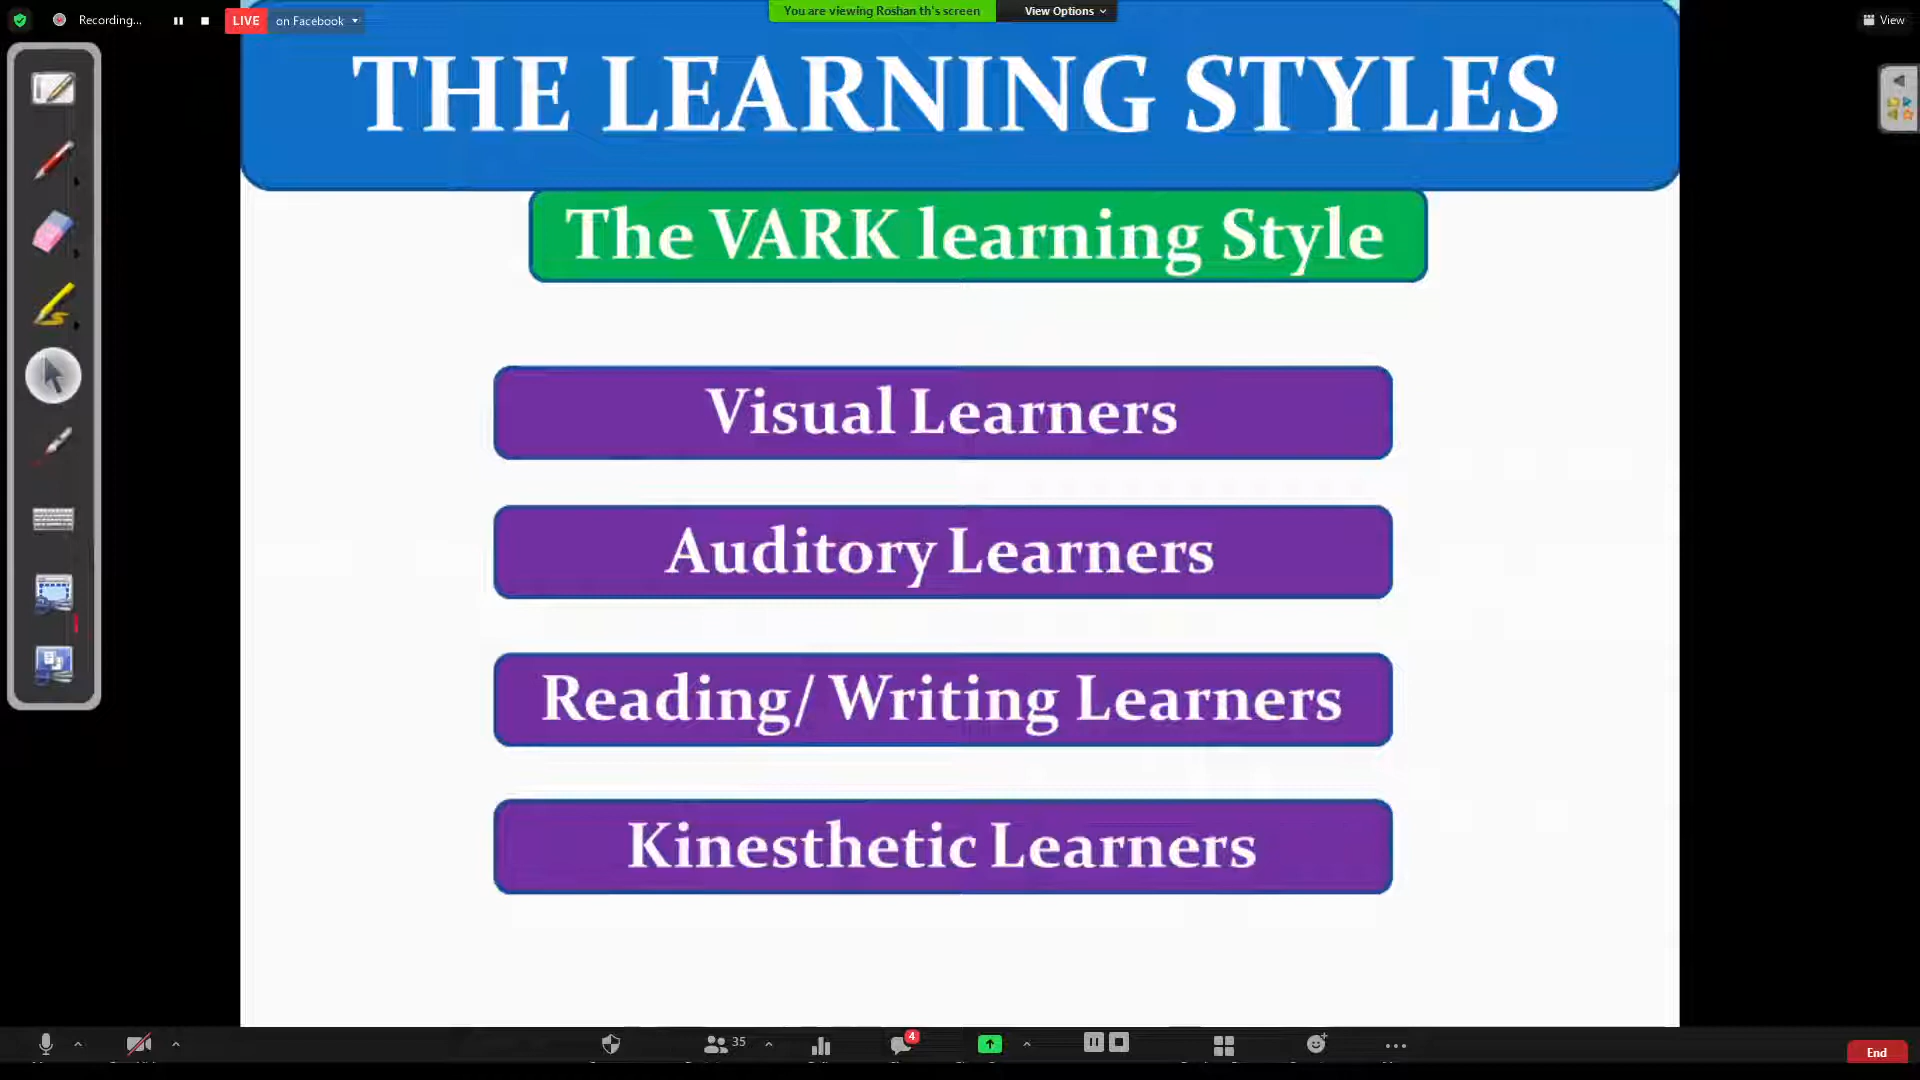 Recording...
LIVE on Facebook
You are viewing Roshan th's screen
View Options
View
THE LEARNING STYLES
The VARK learning Style
Visual Learners
Auditory Learners
Reading/ Writing Learners
Kinesthetic Learners
35
4
End